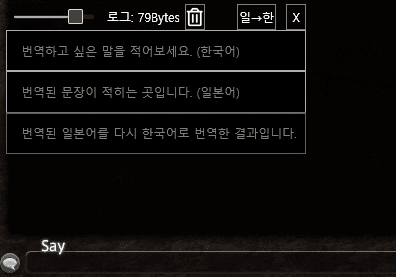 로그: 79Bytes 일→한 X
번역하고 싶은 말을 적어보세요. (한국어)
번역된 문장이 적히는 곳입니다. (일본어)
번역된 일본어를 다시 한국어로 번역한 결과입니다.
Say